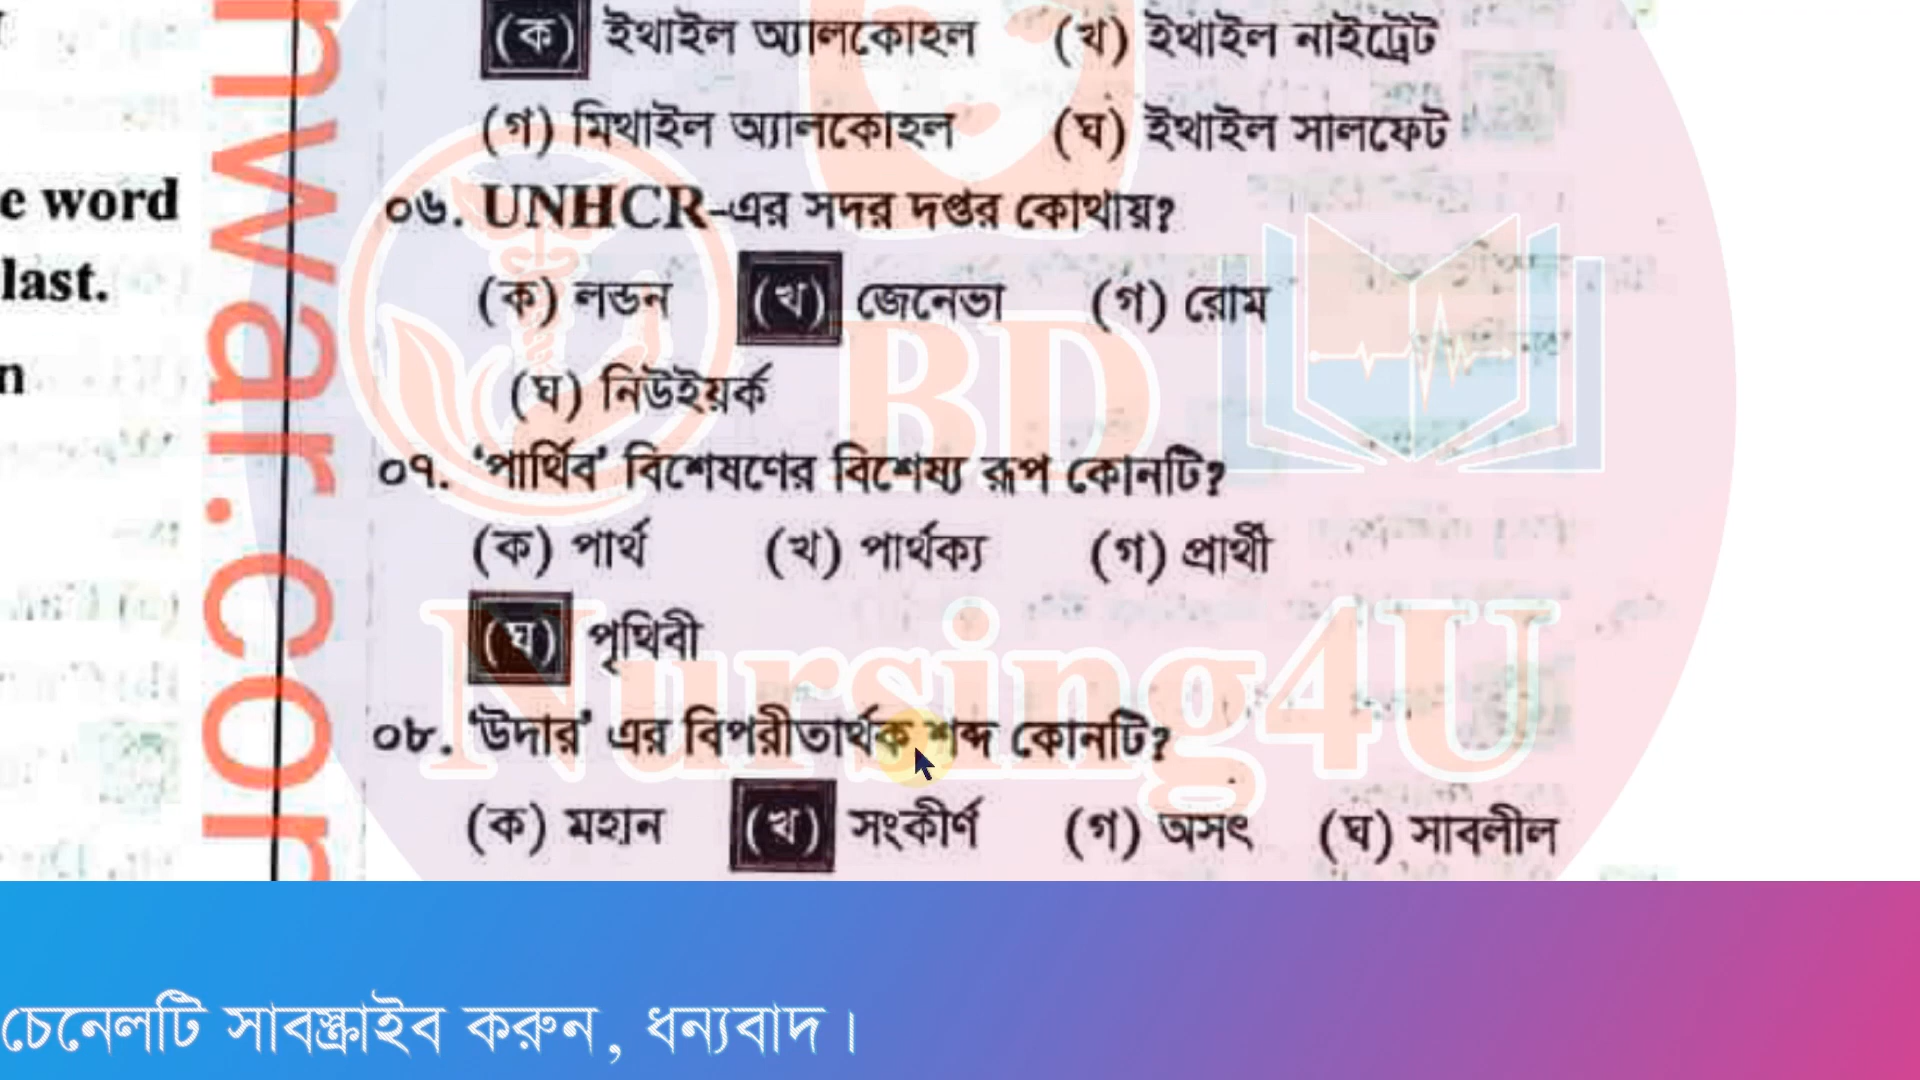 (ক) ইথাইল অ্যালকোহল (খ) ইথাইল নাইট্রেট
(গ) মিথাইল অ্যালকোহল (ঘ) ইথাইল সালফেট
০৬. UNHCR-এর সদর দপ্তর কোথায়?
(ক) লন্ডন (খ) জেনেভা (গ) রোম
(ঘ) নিউইয়র্ক
০৭. 'পার্থিব' বিশেষণের বিশেষ্য রূপ কোনটি?
(ক) পার্থ (খ) পার্থক্য (গ) প্রার্থী
(ঘ) পৃথিবী
০৮. 'উদার' এর বিপরীতার্থক শব্দ কোনটি?
(ক) মহান (খ) সংকীর্ণ (গ) অসৎ (ঘ) সাবলীল
e word
last.
n
nwar.com
BD
Nursing4U
চেনেলটি সাবস্ক্রাইব করুন, ধন্যবাদ।